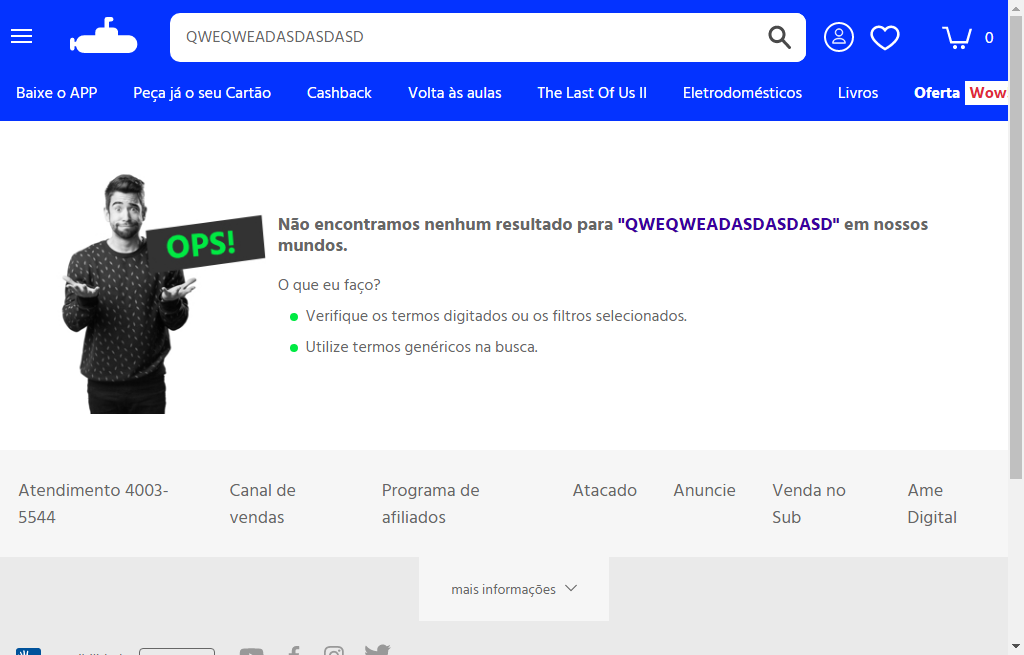 QWEQWEADASDASDASD
0
Baixe o APP
Peça já o seu Cartão
Cashback
Volta às aulas
The Last Of Us II
Eletrodomésticos
Livros
Oferta Wow
OPS!
Não encontramos nenhum resultado para "QWEQWEADASDASDASD" em nossos
mundos.
O que eu faço?
Verifique os termos digitados ou os filtros selecionados.
Utilize termos genéricos na busca.
Atendimento 4003-
5544
Canal de
vendas
Programa de
afiliados
Atacado
Anuncie
Venda no
Sub
Ame
Digital
mais informações